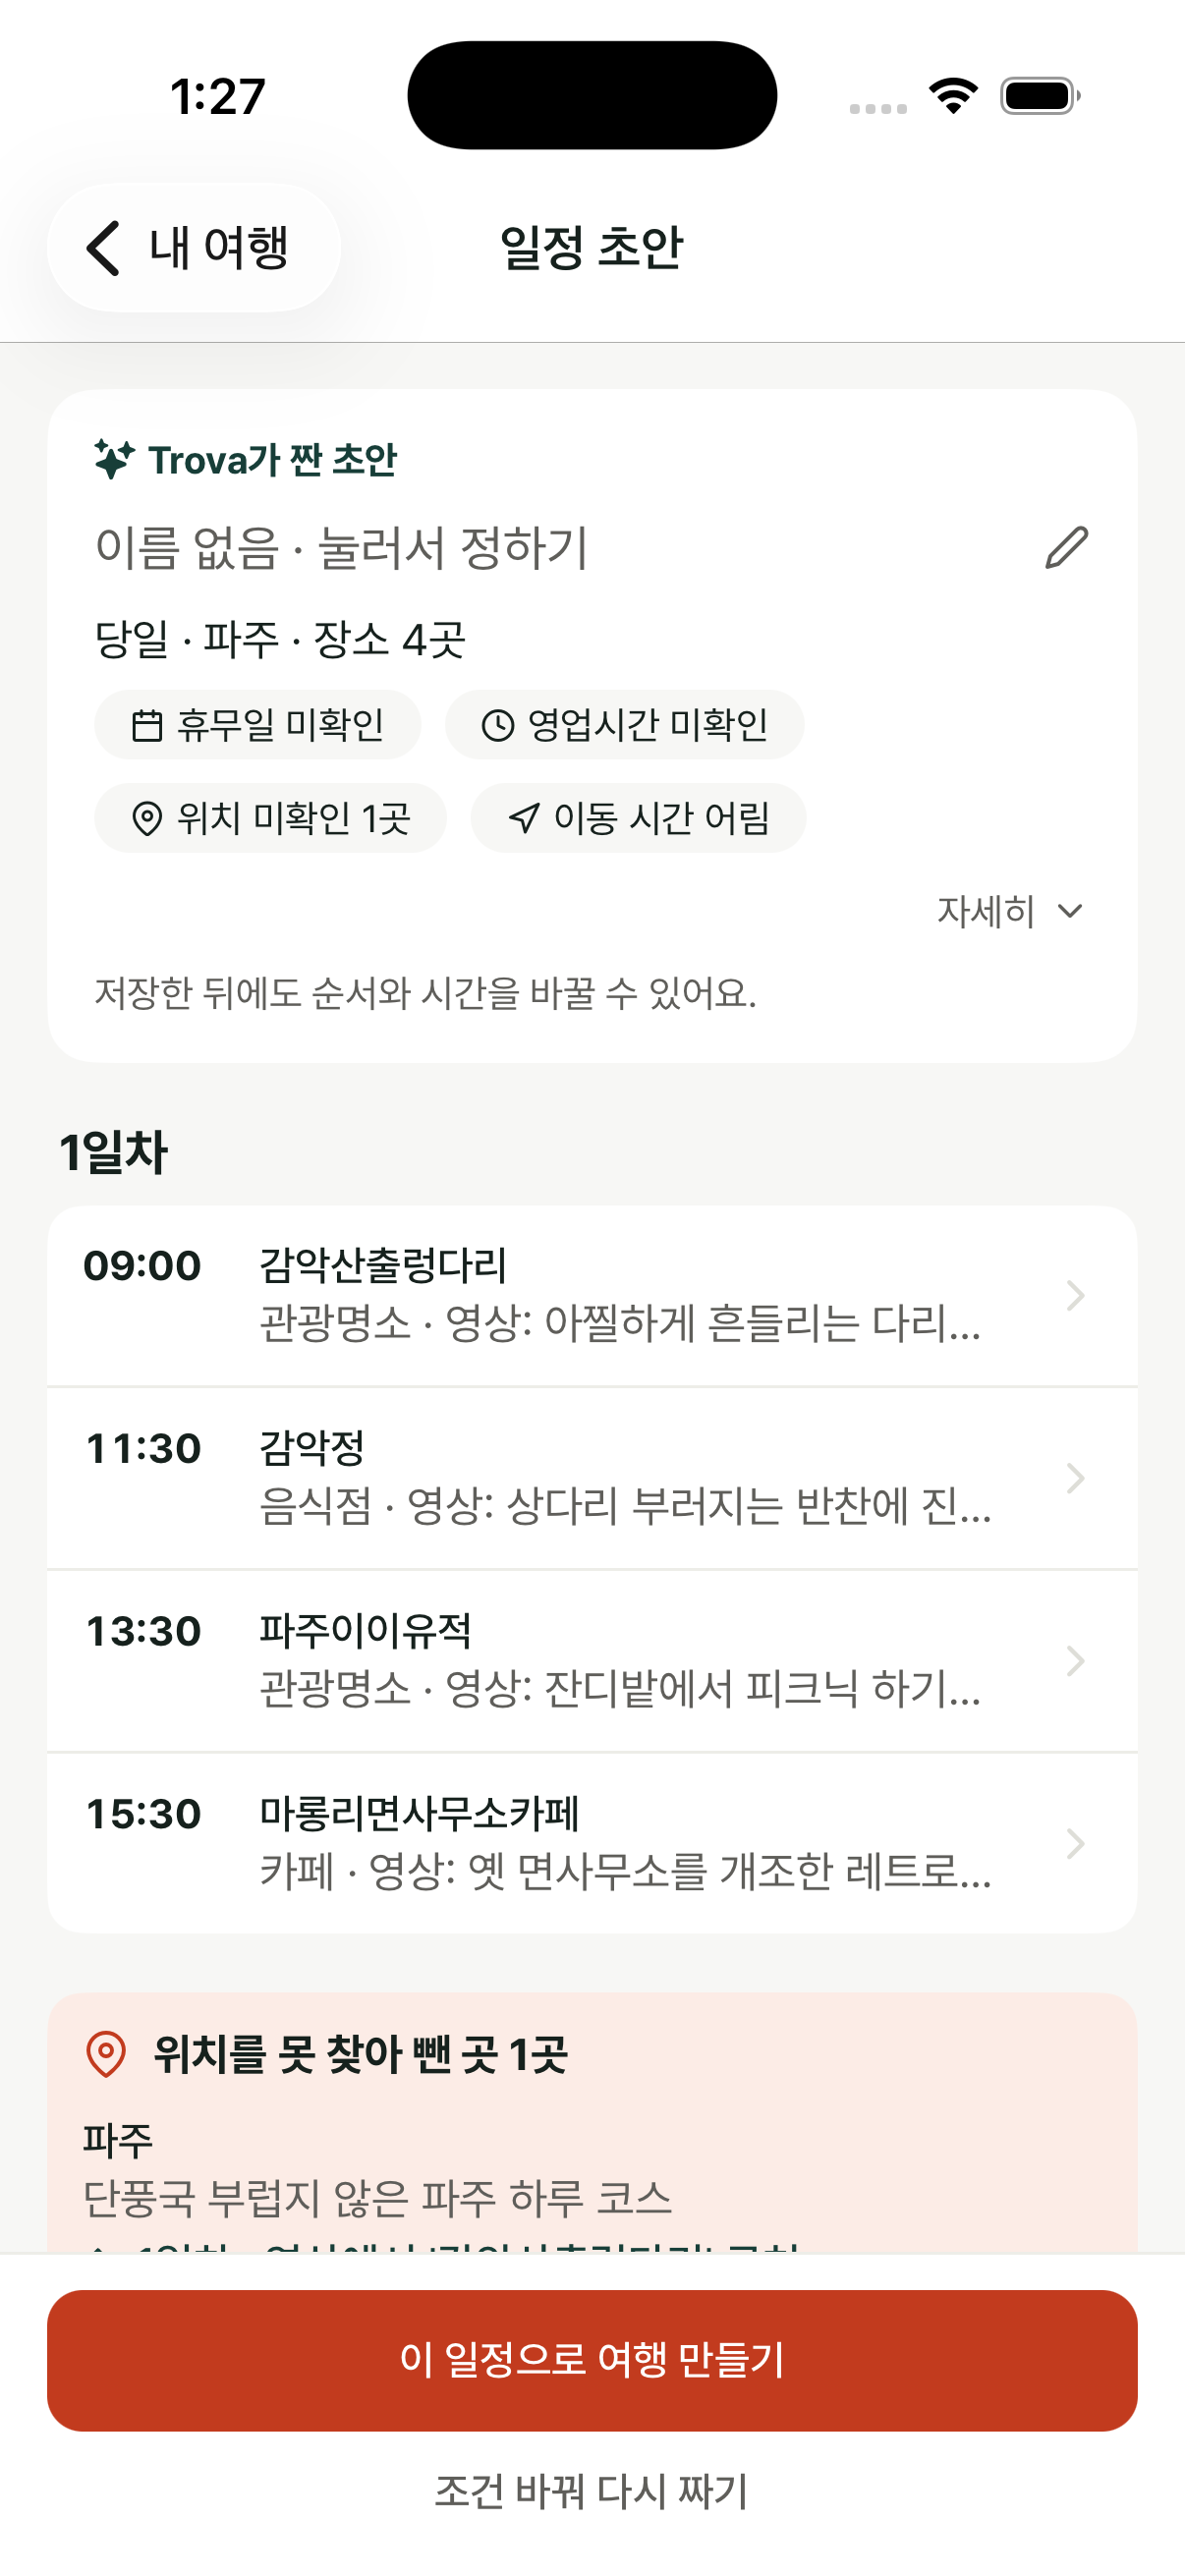 1:27
내 여행
일정 초안
Trova가 짠 초안
이름 없음 · 눌러서 정하기
당일 · 파주 · 장소 4곳
휴무일 미확인
영업시간 미확인
위치 미확인 1곳
이동 시간 어림
자세히
저장한 뒤에도 순서와 시간을 바꿀 수 있어요.
1일차
09:00 감악산출렁다리
관광명소 · 영상: 아찔하게 흔들리는 다리...
11:30 감악정
음식점 · 영상: 상다리 부러지는 반찬에 진...
13:30 파주이이유적
관광명소 · 영상: 잔디밭에서 피크닉 하기...
15:30 마롱리면사무소카페
카페 · 영상: 옛 면사무소를 개조한 레트로...
위치를 못 찾아 뺀 곳 1곳
파주
단풍국 부럽지 않은 파주 하루 코스
이 일정으로 여행 만들기
조건 바꿔 다시 짜기